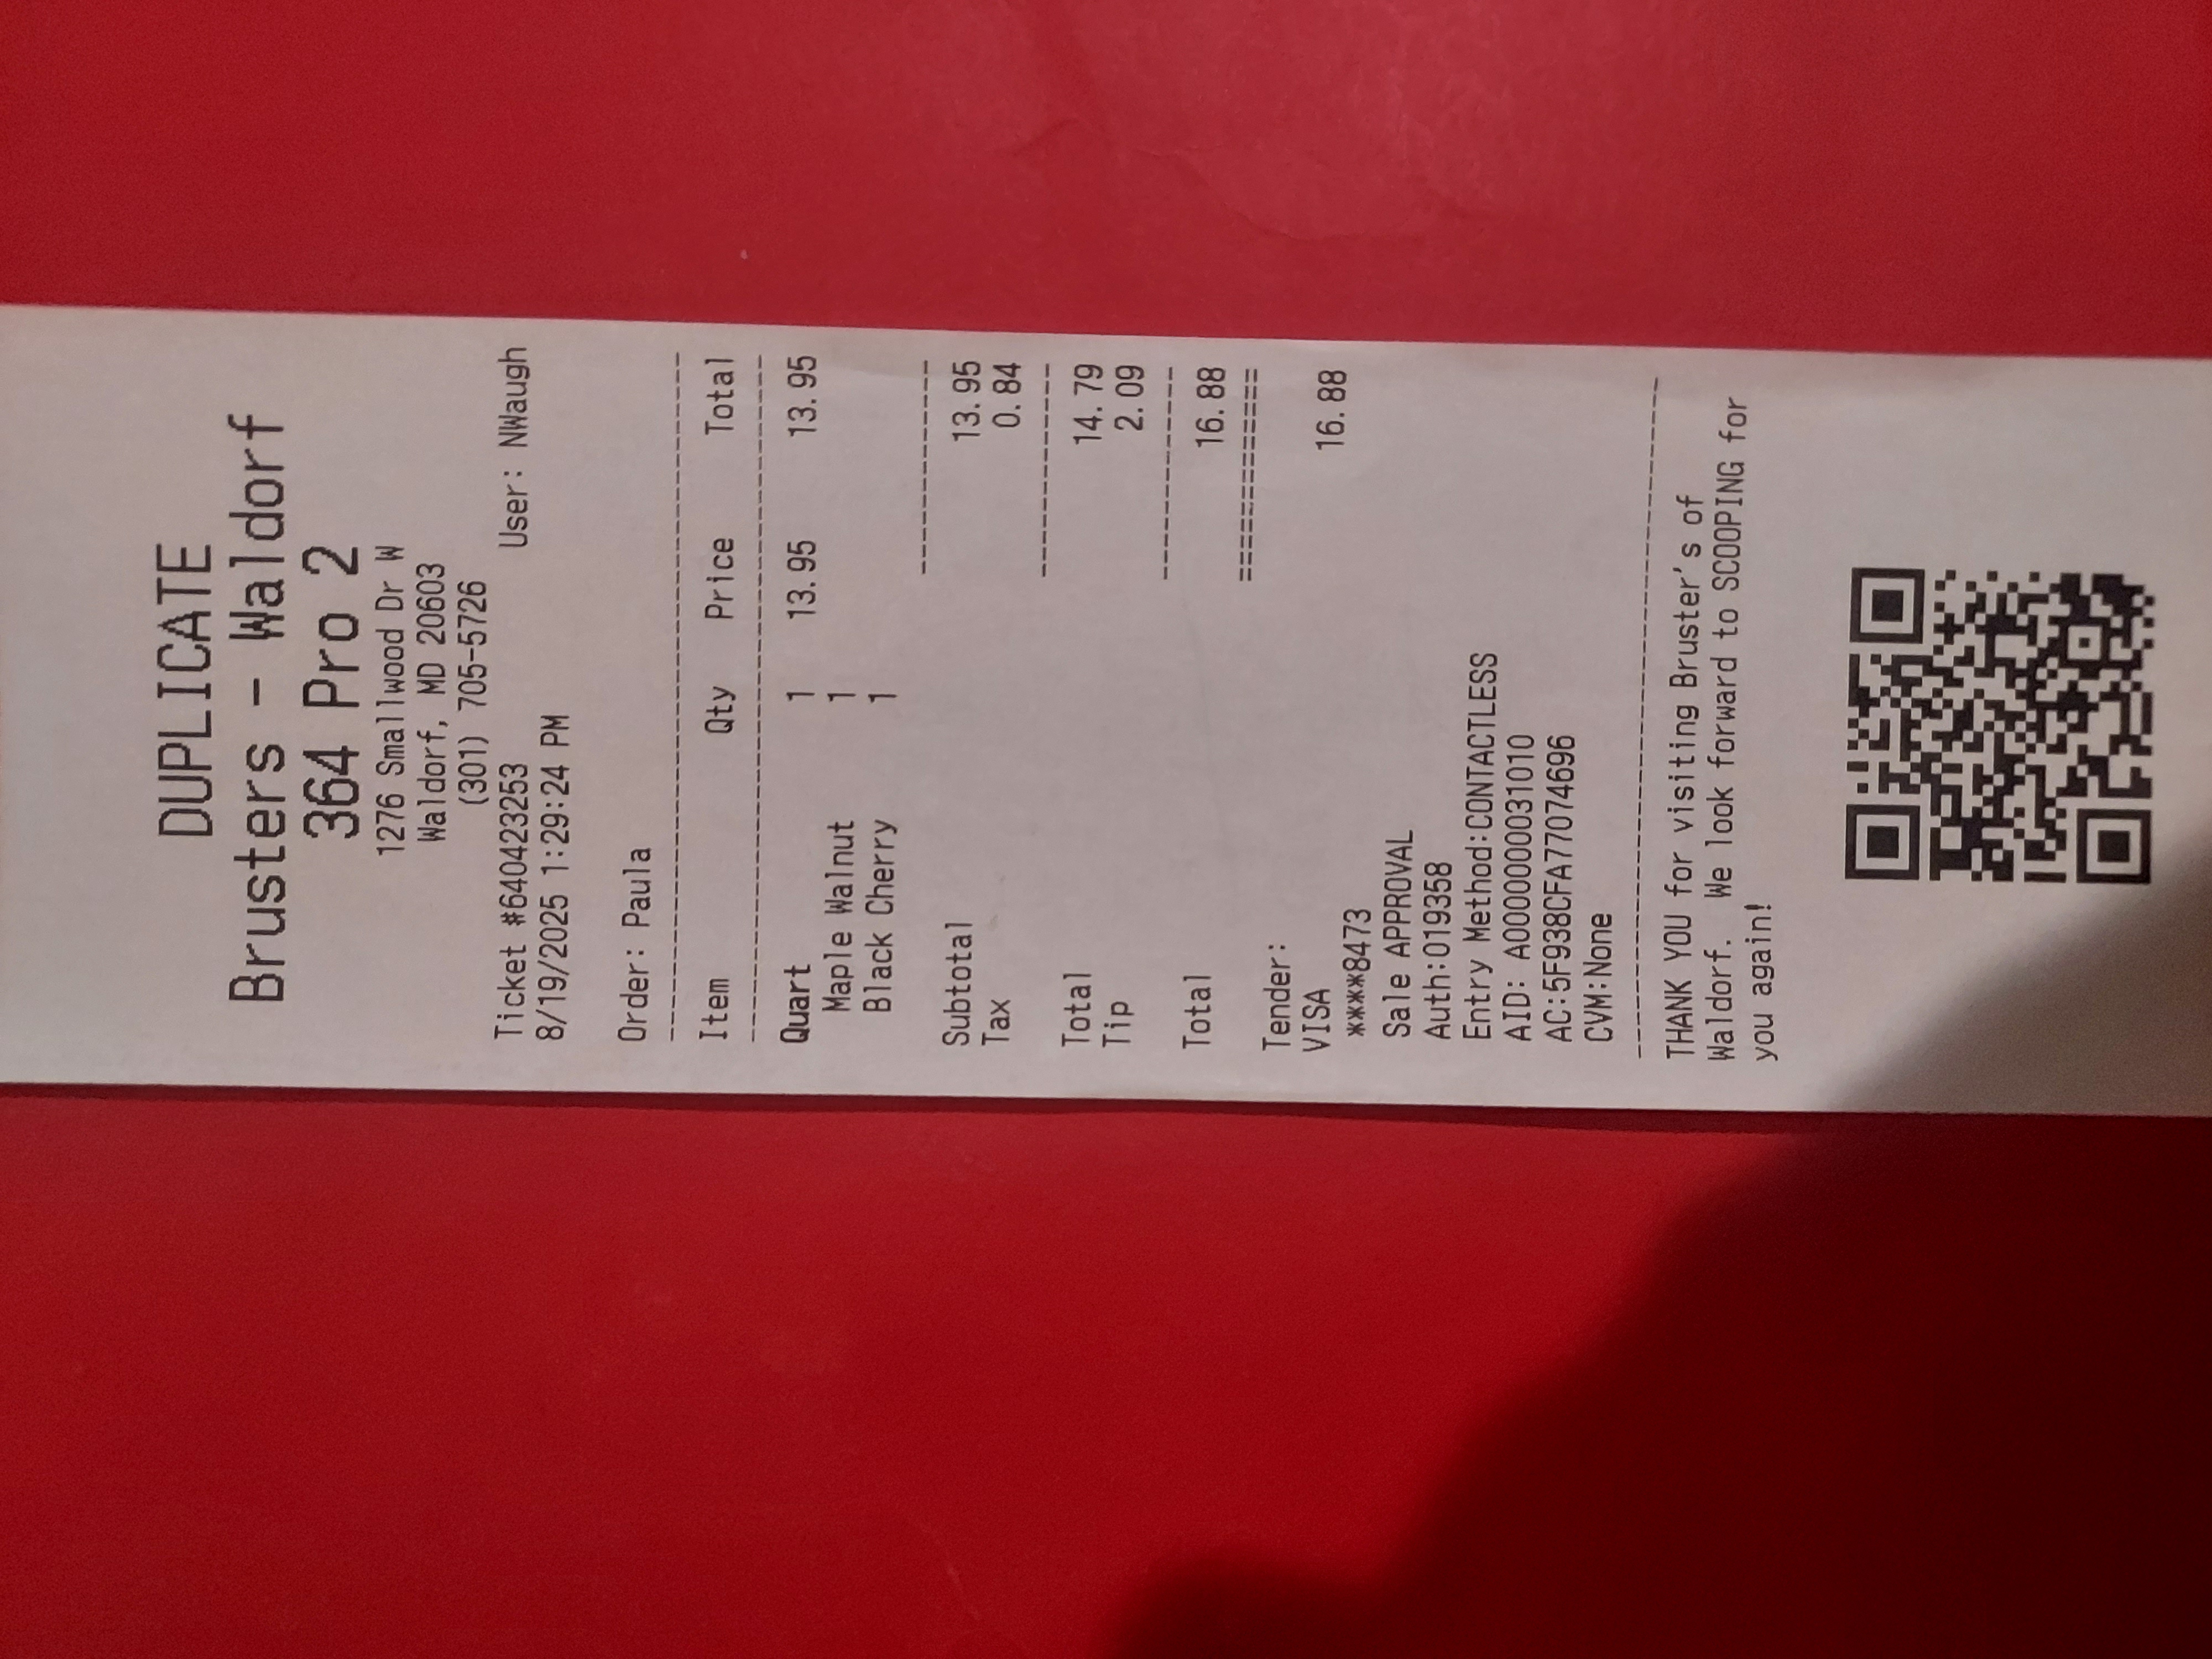 DUPLICATE
Brusters - Waldorf
364 Pro 2
1276 Smallwood Dr W
Waldorf, MD 20603
(301) 705-5726
Ticket #640423253 User: NWaugh
8/19/2025 1:29:24 PM
Order: Paula
Item Qty Price Total
Quart 1 13.95 13.95
Maple Walnut 1
Black Cherry 1
Subtotal 13.95
Tax 0.84
Total 14.79
Tip 2.09
Total 16.88
Tender:
VISA 16.88
****8473
Sale APPROVAL
Auth:019358
Entry Method:CONTACTLESS
AID: A0000000031010
AC:5F938CFA77074696
CVM:None
THANK YOU for visiting Bruster's of
Waldorf. We look forward to SCOOPING for
you again!